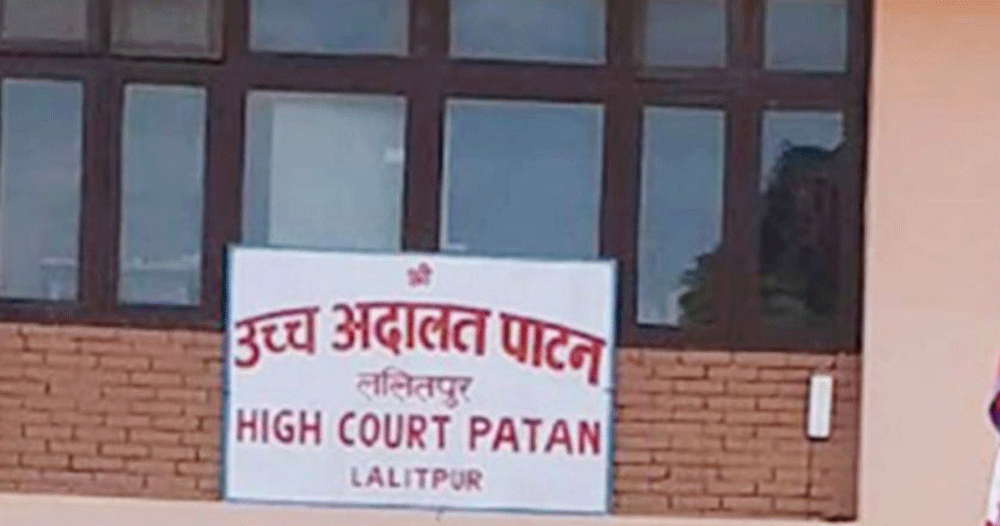 श्री
उच्च अदालत पाटन
ललितपुर
HIGH COURT PATAN
LALITPUR